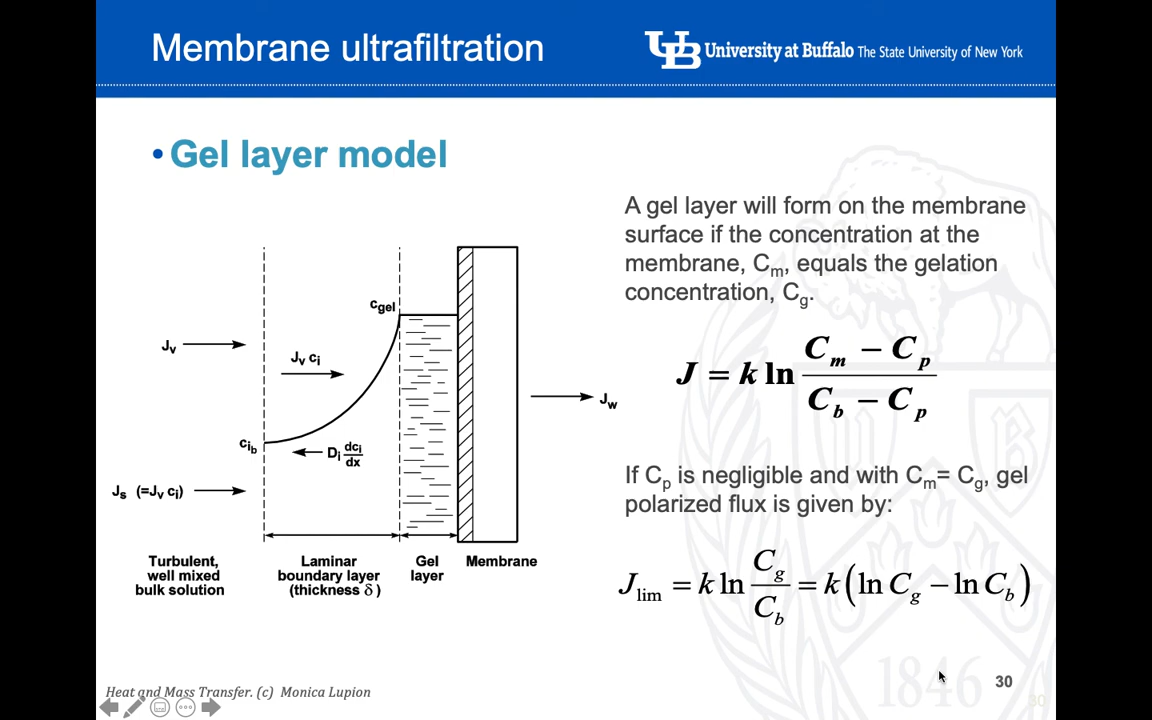 Membrane ultrafiltration
UB University at Buffalo The State University of New York
• Gel layer model
A gel layer will form on the membrane
surface if the concentration at the
membrane, Cm, equals the gelation
concentration, Cg.
J = k ln (Cm − Cp) / (Cb − Cp)
If Cp is negligible and with Cm= Cg, gel
polarized flux is given by:
Jlim = k ln Cg / Cb = k(ln Cg − ln Cb)
cgel
Jv
Jv ci
Jw
cib
Di dci/dx
Js (=Jv ci)
Turbulent,
well mixed
bulk solution
Laminar
boundary layer
(thickness δ)
Gel
layer
Membrane
1846
Heat and Mass Transfer. (c) Monica Lupion
30
30